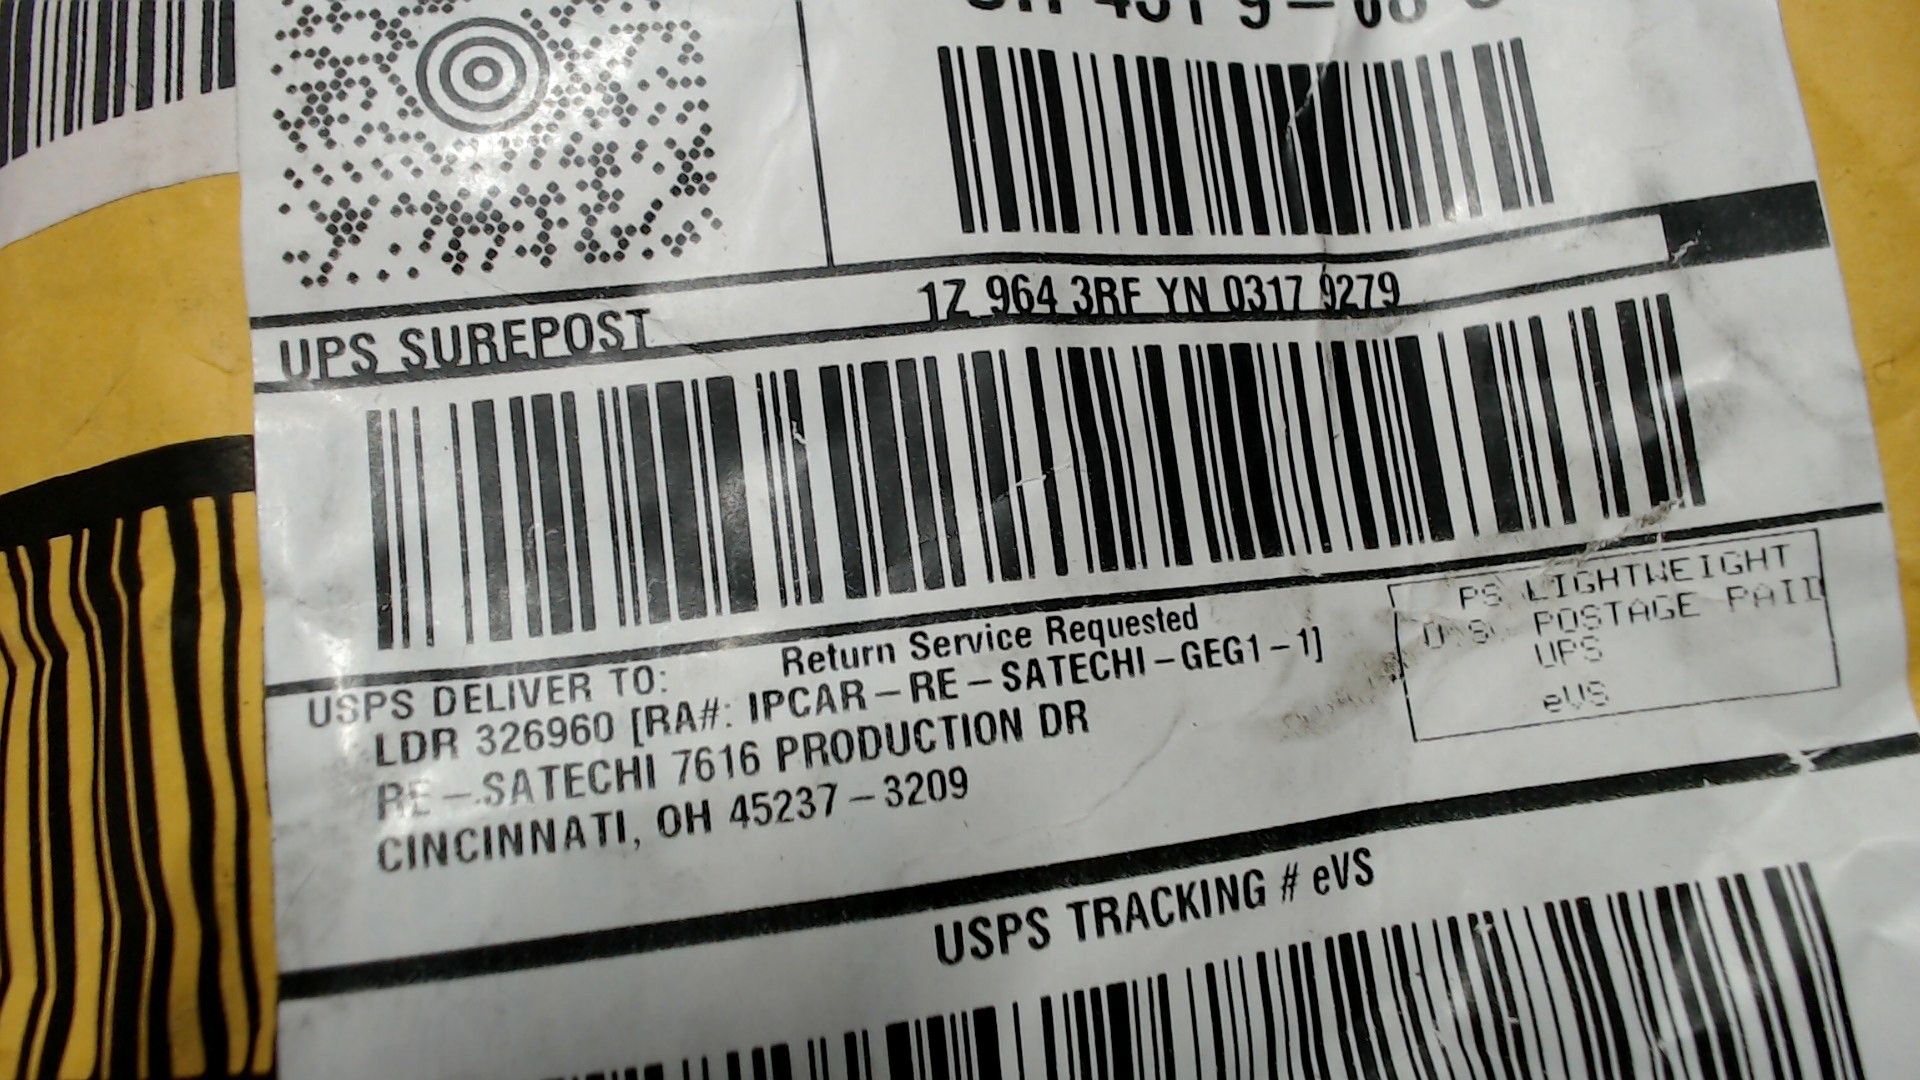 UPS SUREPOST
1Z 964 3RF YN 0317 9279
Return Service Requested
USPS DELIVER TO:
LDR 326960 [RA#: IPCAR-RE-SATECHI-GEG1-1]
RE-SATECHI 7616 PRODUCTION DR
CINCINNATI, OH 45237-3209
PS LIGHTWEIGHT
U.S. POSTAGE PAID
UPS
eVS
USPS TRACKING # eVS